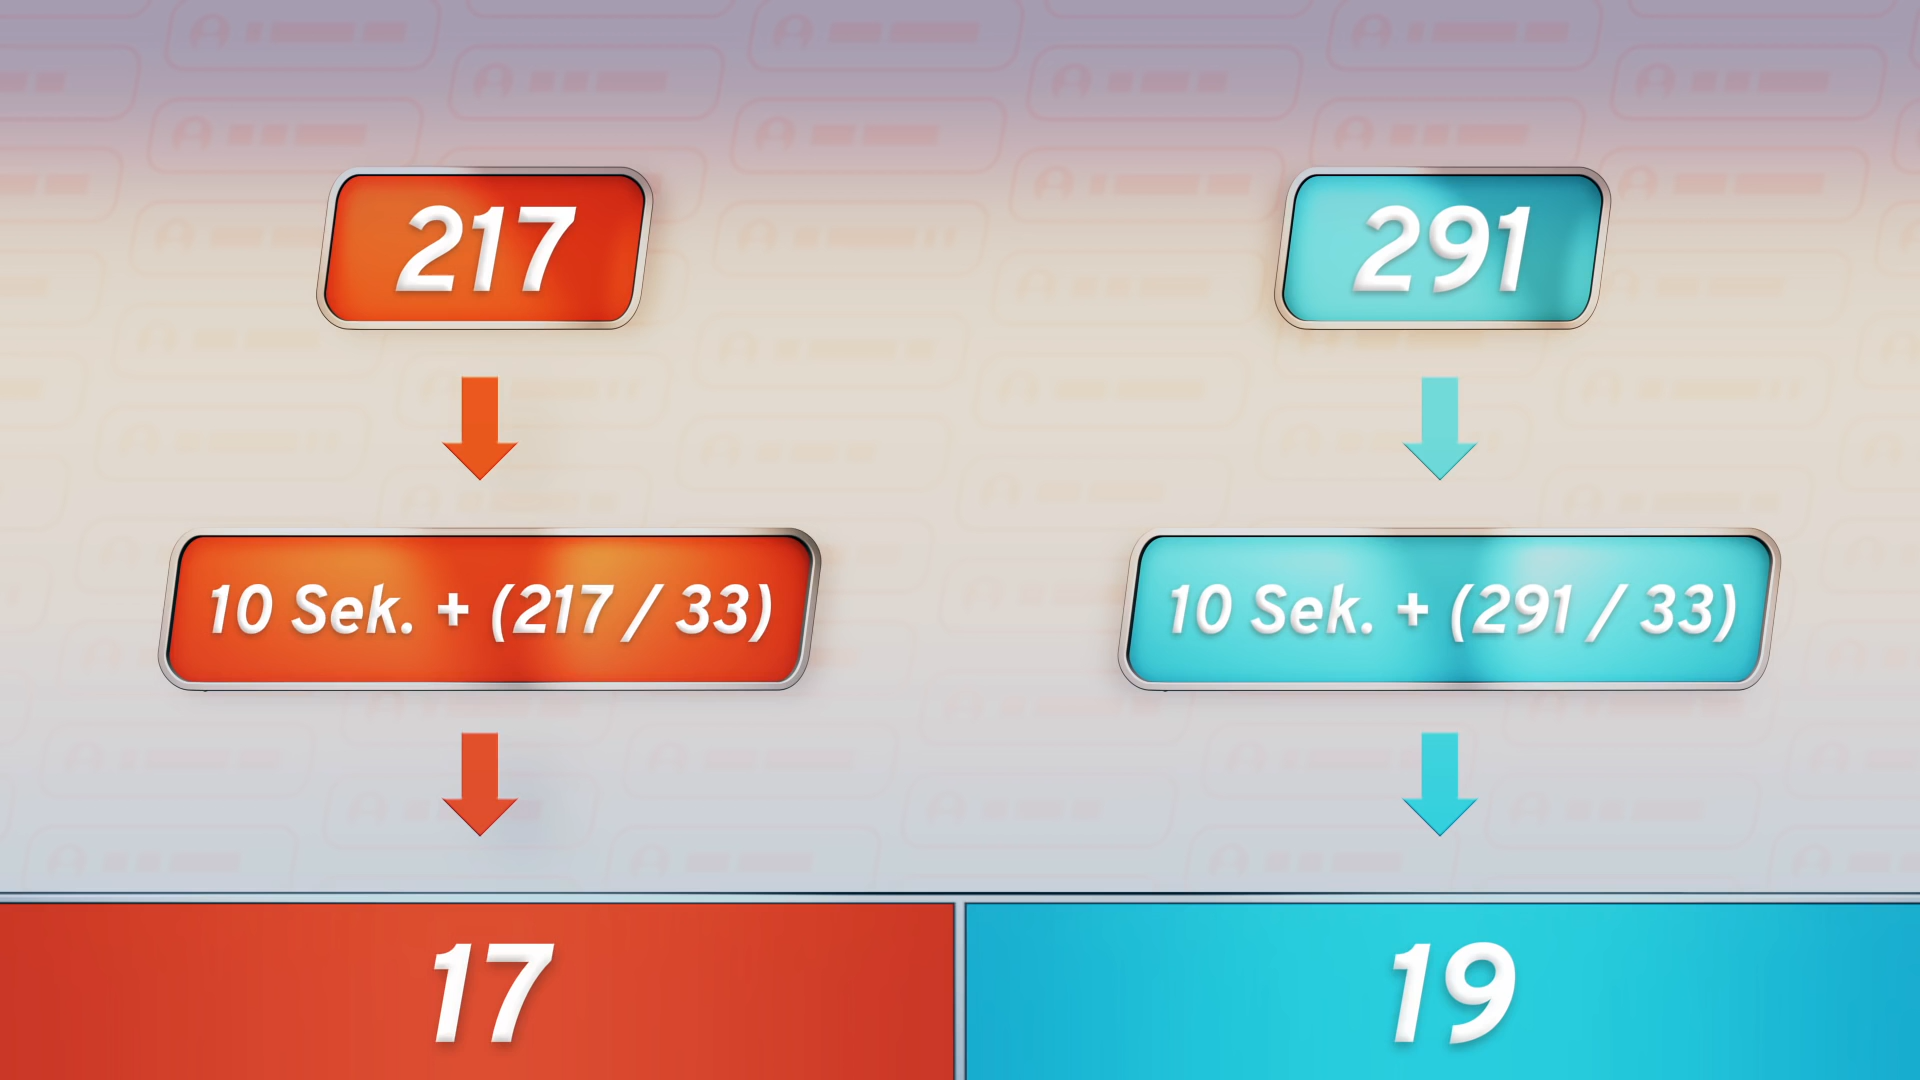 217
291
10 Sek. + (217 / 33)
10 Sek. + (291 / 33)
17
19